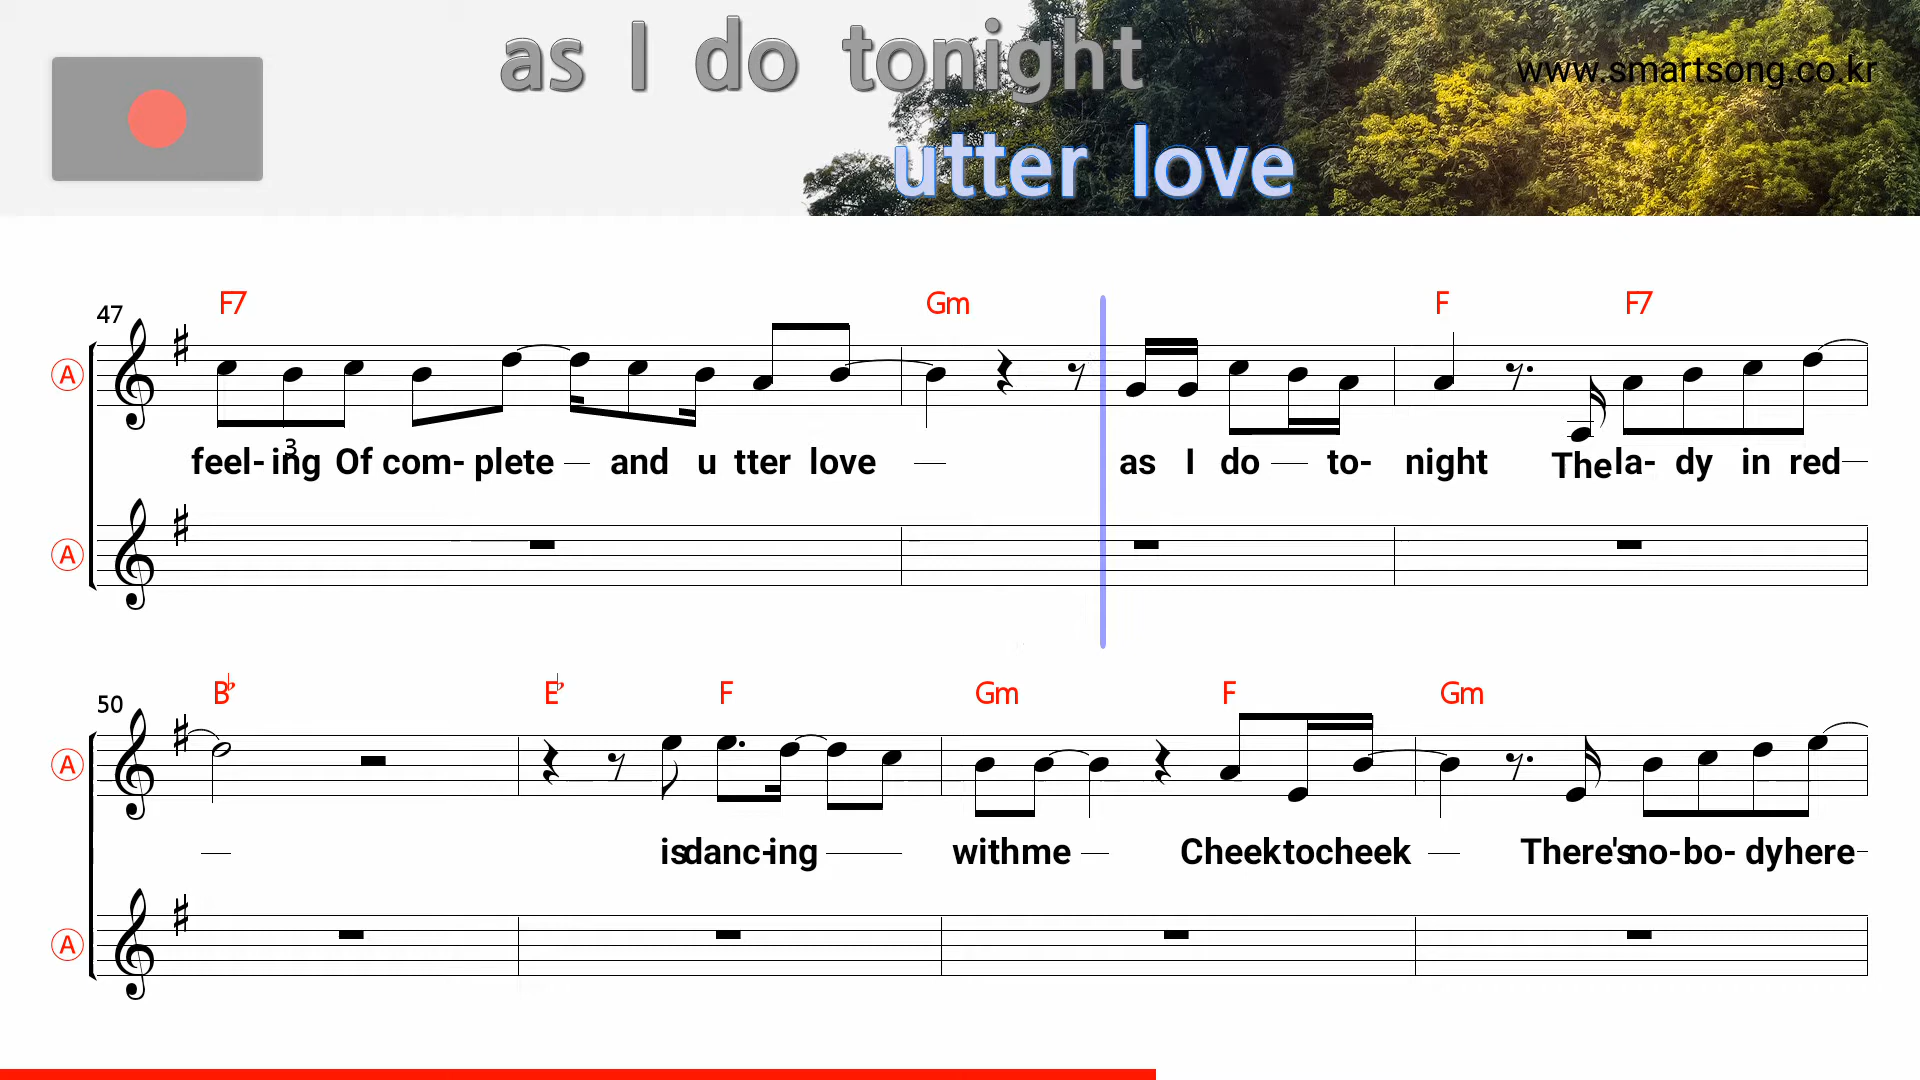 as I do tonight
www.smartsong.co.kr
utter love
F7 Gm F F7
47
A
3
feel- ing Of com- plete — and u tter love — as I do — to- night The la- dy in red —
A
B♭ E♭ F Gm F Gm
50
A
— is danc- ing — with me — Cheek to cheek — There's no- bo- dy here -
A